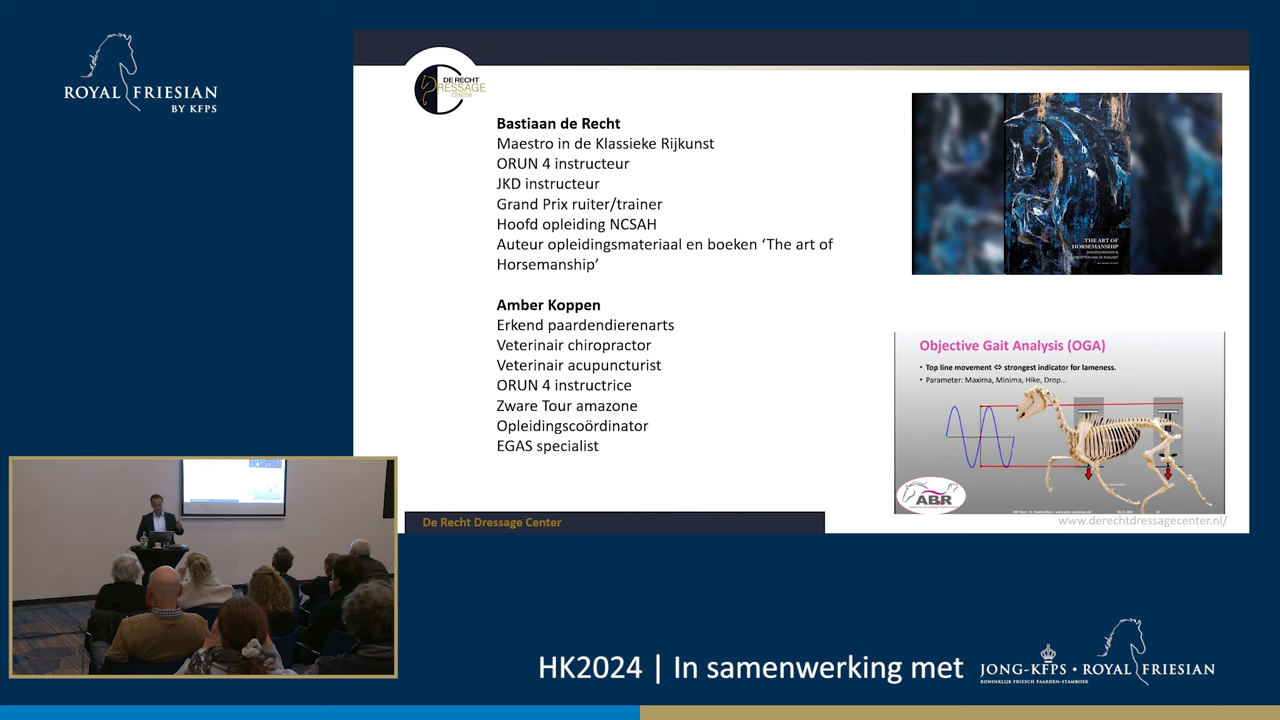 ROYAL FRIESIAN
BY KFPS
DE RECHT
DRESSAGE
CENTER
Bastiaan de Recht
Maestro in de Klassieke Rijkunst
ORUN 4 instructeur
JKD instructeur
Grand Prix ruiter/trainer
Hoofd opleiding NCSAH
Auteur opleidingsmateriaal en boeken ‘The art of
Horsemanship’
Amber Koppen
Erkend paardendierenarts
Veterinair chiropractor
Veterinair acupuncturist
ORUN 4 instructrice
Zware Tour amazone
Opleidingscoördinator
EGAS specialist
THE ART OF
HORSEMANSHIP
Objective Gait Analysis (OGA)
• Top line movement ⇔ strongest indicator for lameness.
• Parameter: Maxima, Minima, Hike, Drop...
ABR
De Recht Dressage Center
www.derechtdressagecenter.nl/
HK2024 | In samenwerking met
JONG-KFPS • ROYAL FRIESIAN
KONINKLIJK FRIESCH PAARDEN-STAMBOEK